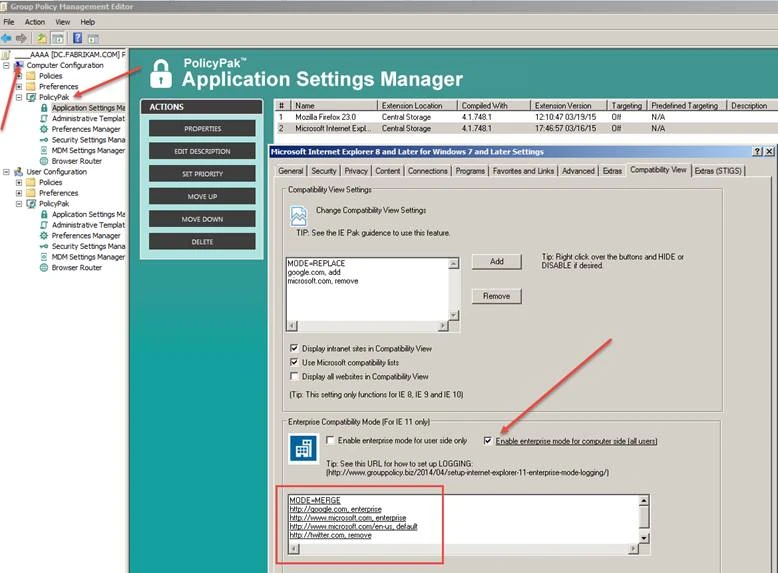 Group Policy Management Editor
File Action View Help
____AAAA [DC.FABRIKAM.COM] P
Computer Configuration
Policies
Preferences
PolicyPak
Application Settings Ma
Administrative Templat
Preferences Manager
Security Settings Mana
MDM Settings Manager
Browser Router
User Configuration
Policies
Preferences
PolicyPak
Application Settings Ma
Administrative Templat
Preferences Manager
Security Settings Mana
MDM Settings Manager
Browser Router
PolicyPak™
Application Settings Manager
ACTIONS
PROPERTIES
EDIT DESCRIPTION
SET PRIORITY
MOVE UP
MOVE DOWN
DELETE
# Name Extension Location Compiled With Extension Version Targeting Predefined Targeting Description
1 Mozilla Firefox 23.0 Central Storage 4.1.748.1 12:10:47 03/19/15 Off N/A
2 Microsoft Internet Expl... Central Storage 4.1.748.1 17:46:57 03/16/15 Off N/A
Microsoft Internet Explorer 8 and Later for Windows 7 and Later Settings
General Security Privacy Content Connections Programs Favorites and Links Advanced Extras Compatibility View Extras (STIGS)
Compatibility View Settings
Change Compatibility View Settings
TIP: See the IE Pak guidence to use this feature.
MODE=REPLACE
google.com, add
microsoft.com, remove
Add
Remove
Tip: Right click over the buttons and HIDE or
DISABLE if desired.
Display intranet sites in Compatibility View
Use Microsoft compatibility lists
Display all websites in Compatibility View
(Tip: This setting only functions for IE 8, IE 9 and IE 10)
Enterprise Compatibility Mode (For IE 11 only)
Enable enterprise mode for user side only
Enable enterprise mode for computer side (all users)
Tip: See this URL for how to set up LOGGING:
(http://www.grouppolicy.biz/2014/04/setup-internet-explorer-11-enterprise-mode-logging/)
MODE=MERGE
http://google.com, enterprise
http://www.microsoft.com, enterprise
http://www.microsoft.com/en-us, default
http://twitter.com, remove